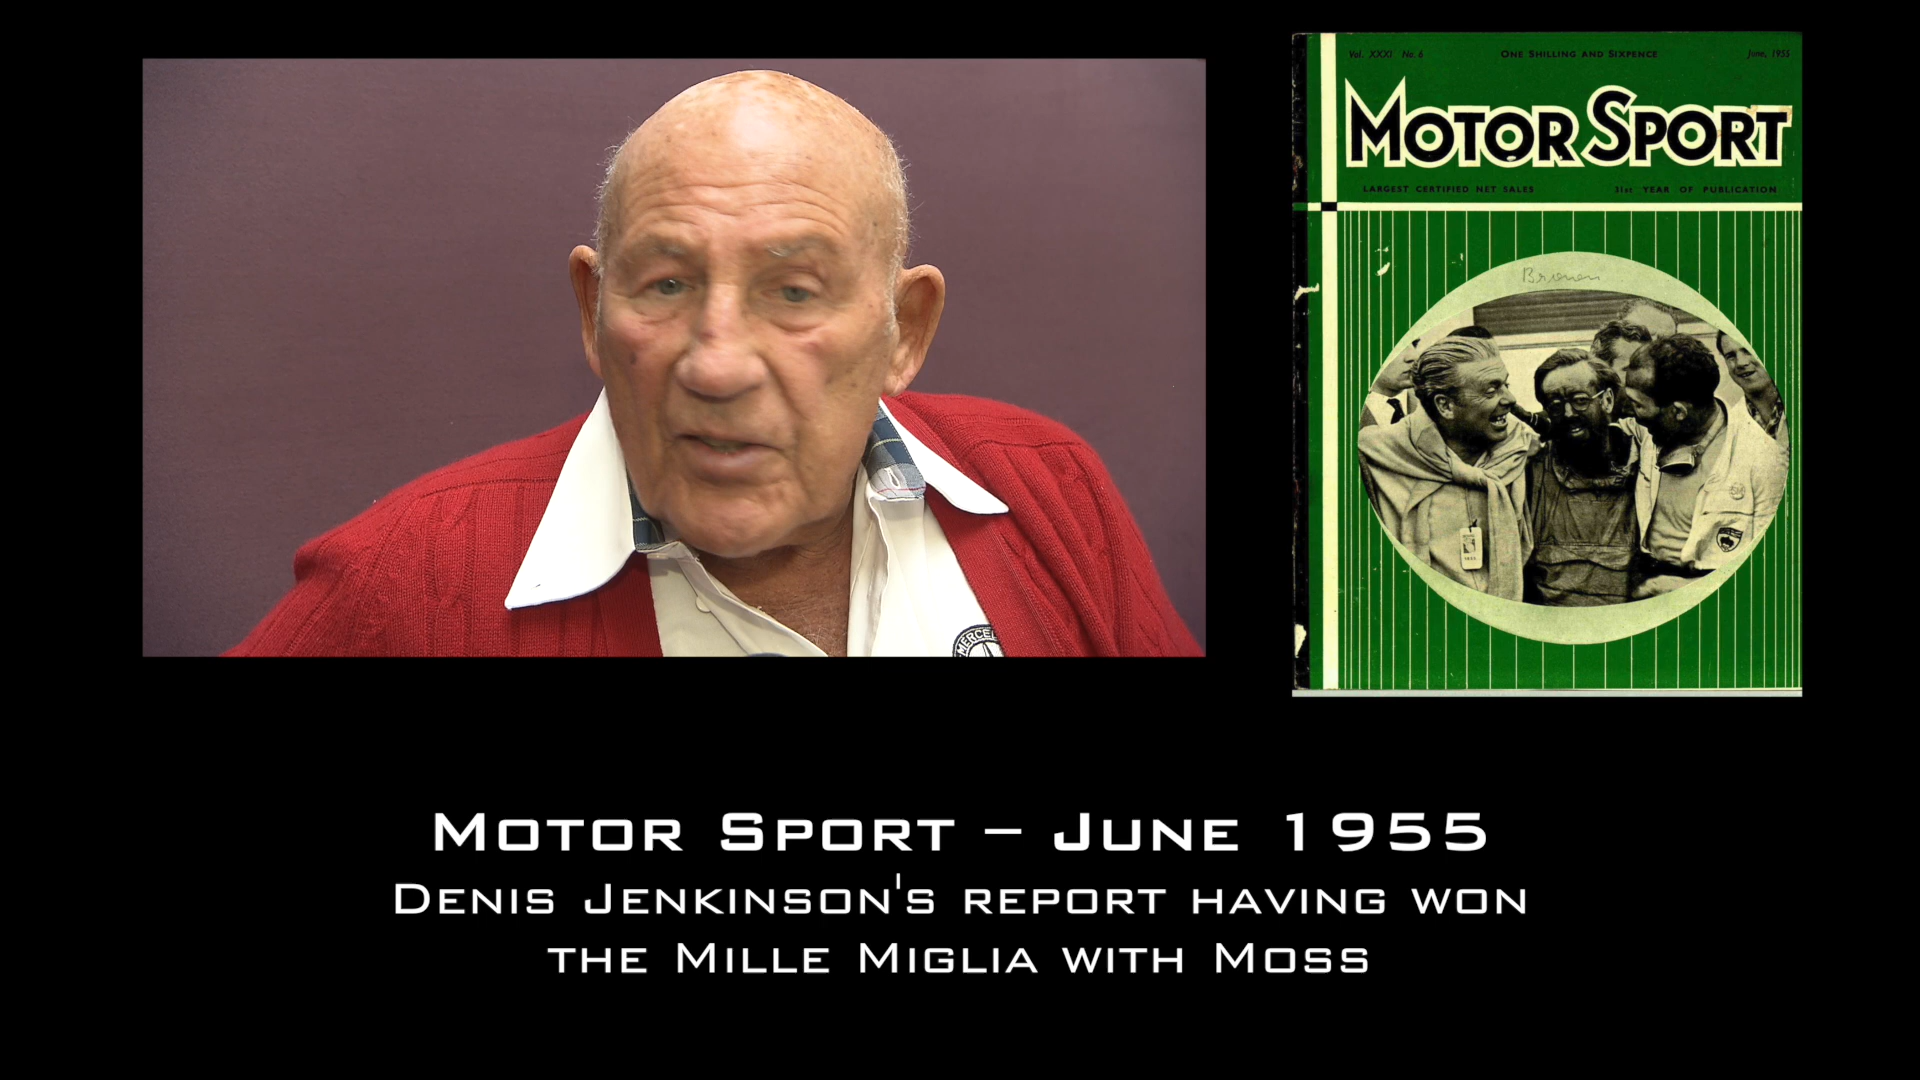 Vol. XXXI No. 6 ONE SHILLING AND SIXPENCE June, 1955
MOTOR SPORT
LARGEST CERTIFIED NET SALES 31st YEAR OF PUBLICATION
MERCE
MOTOR SPORT – JUNE 1955
DENIS JENKINSON'S REPORT HAVING WON
THE MILLE MIGLIA WITH MOSS